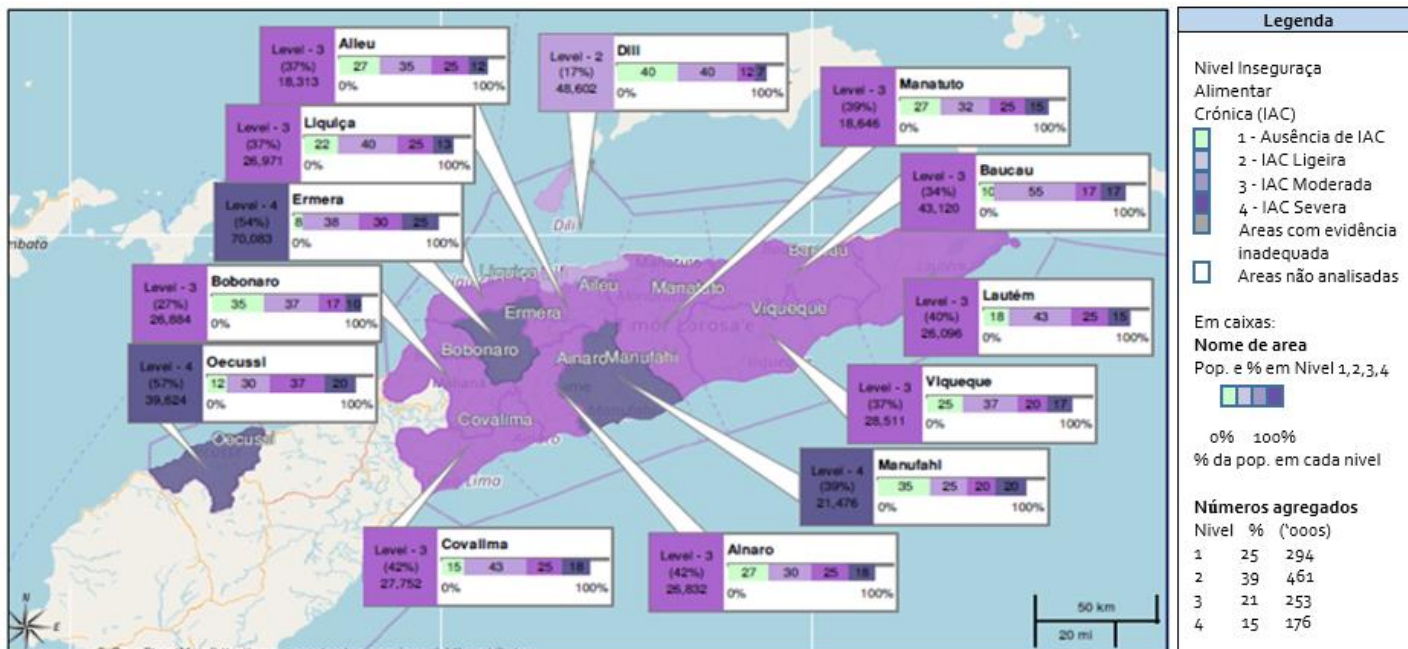 Level - 3
(37%)
18,313
Aileu
27 35 25 12
0% 100%
Level - 2
(17%)
48,602
Dili
40 40 12 7
0% 100%
Level - 3
(39%)
18,646
Manatuto
27 32 25 15
0% 100%
Level - 3
(37%)
26,971
Liquiça
22 40 25 13
0% 100%
Level - 3
(34%)
43,120
Baucau
10 55 17 17
0% 100%
Level - 4
(54%)
70,083
Ermera
8 38 30 25
0% 100%
Level - 3
(27%)
26,884
Bobonaro
35 37 17 10
0% 100%
Level - 3
(40%)
26,096
Lautém
18 43 25 15
0% 100%
Level - 4
(57%)
39,624
Oecussi
12 30 37 20
0% 100%
Level - 3
(37%)
28,511
Viqueque
25 37 20 17
0% 100%
Level - 4
(39%)
21,476
Manufahi
35 25 20 20
0% 100%
Level - 3
(42%)
27,752
Covalima
15 43 25 18
0% 100%
Level - 3
(42%)
26,832
Ainaro
27 30 25 18
0% 100%
Dili
Baucau
Liquiça
Aileu
Manatuto
Viqueque
Ermera
Bobonaro
Ainaro
Manufahi
Covalima
Oecussi
N
E
50 km
20 mi
Legenda
Nivel Inseguraça
Alimentar
Crónica (IAC)
1 - Ausência de IAC
2 - IAC Ligeira
3 - IAC Moderada
4 - IAC Severa
Areas com evidência
inadequada
Areas não analisadas
Em caixas:
Nome de area
Pop. e % em Nivel 1,2,3,4
0% 100%
% da pop. em cada nivel
Números agregados
Nivel % ('000s)
1 25 294
2 39 461
3 21 253
4 15 176